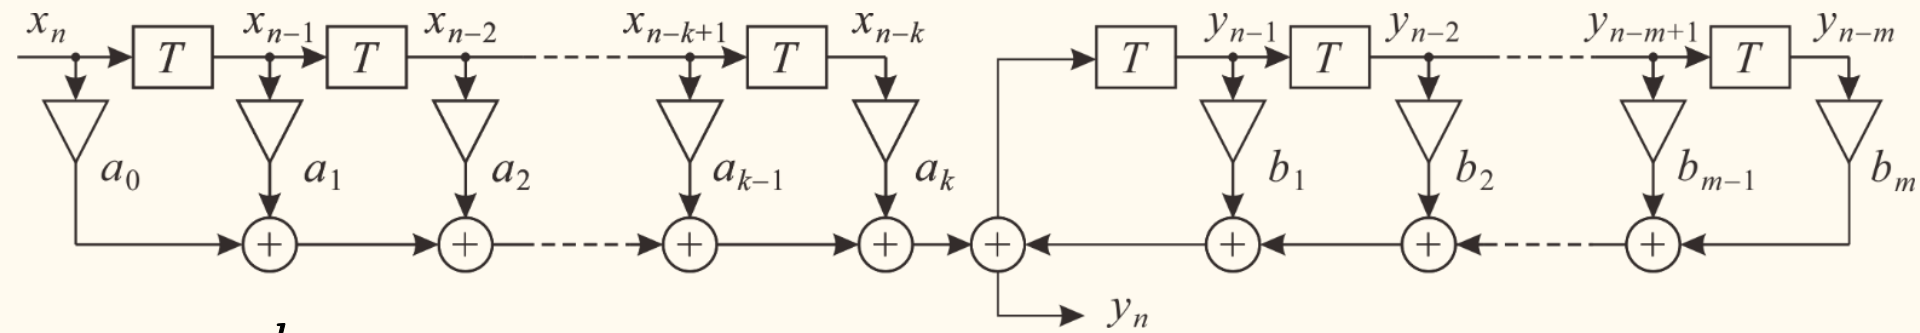 xₙ xₙ₋₁ xₙ₋₂ xₙ₋ₖ₊₁ xₙ₋ₖ yₙ₋₁ yₙ₋₂ yₙ₋ₘ₊₁ yₙ₋ₘ
T T T T T T
a₀ a₁ a₂ aₖ₋₁ aₖ b₁ b₂ bₘ₋₁ bₘ
+ + + + + + + +
yₙ